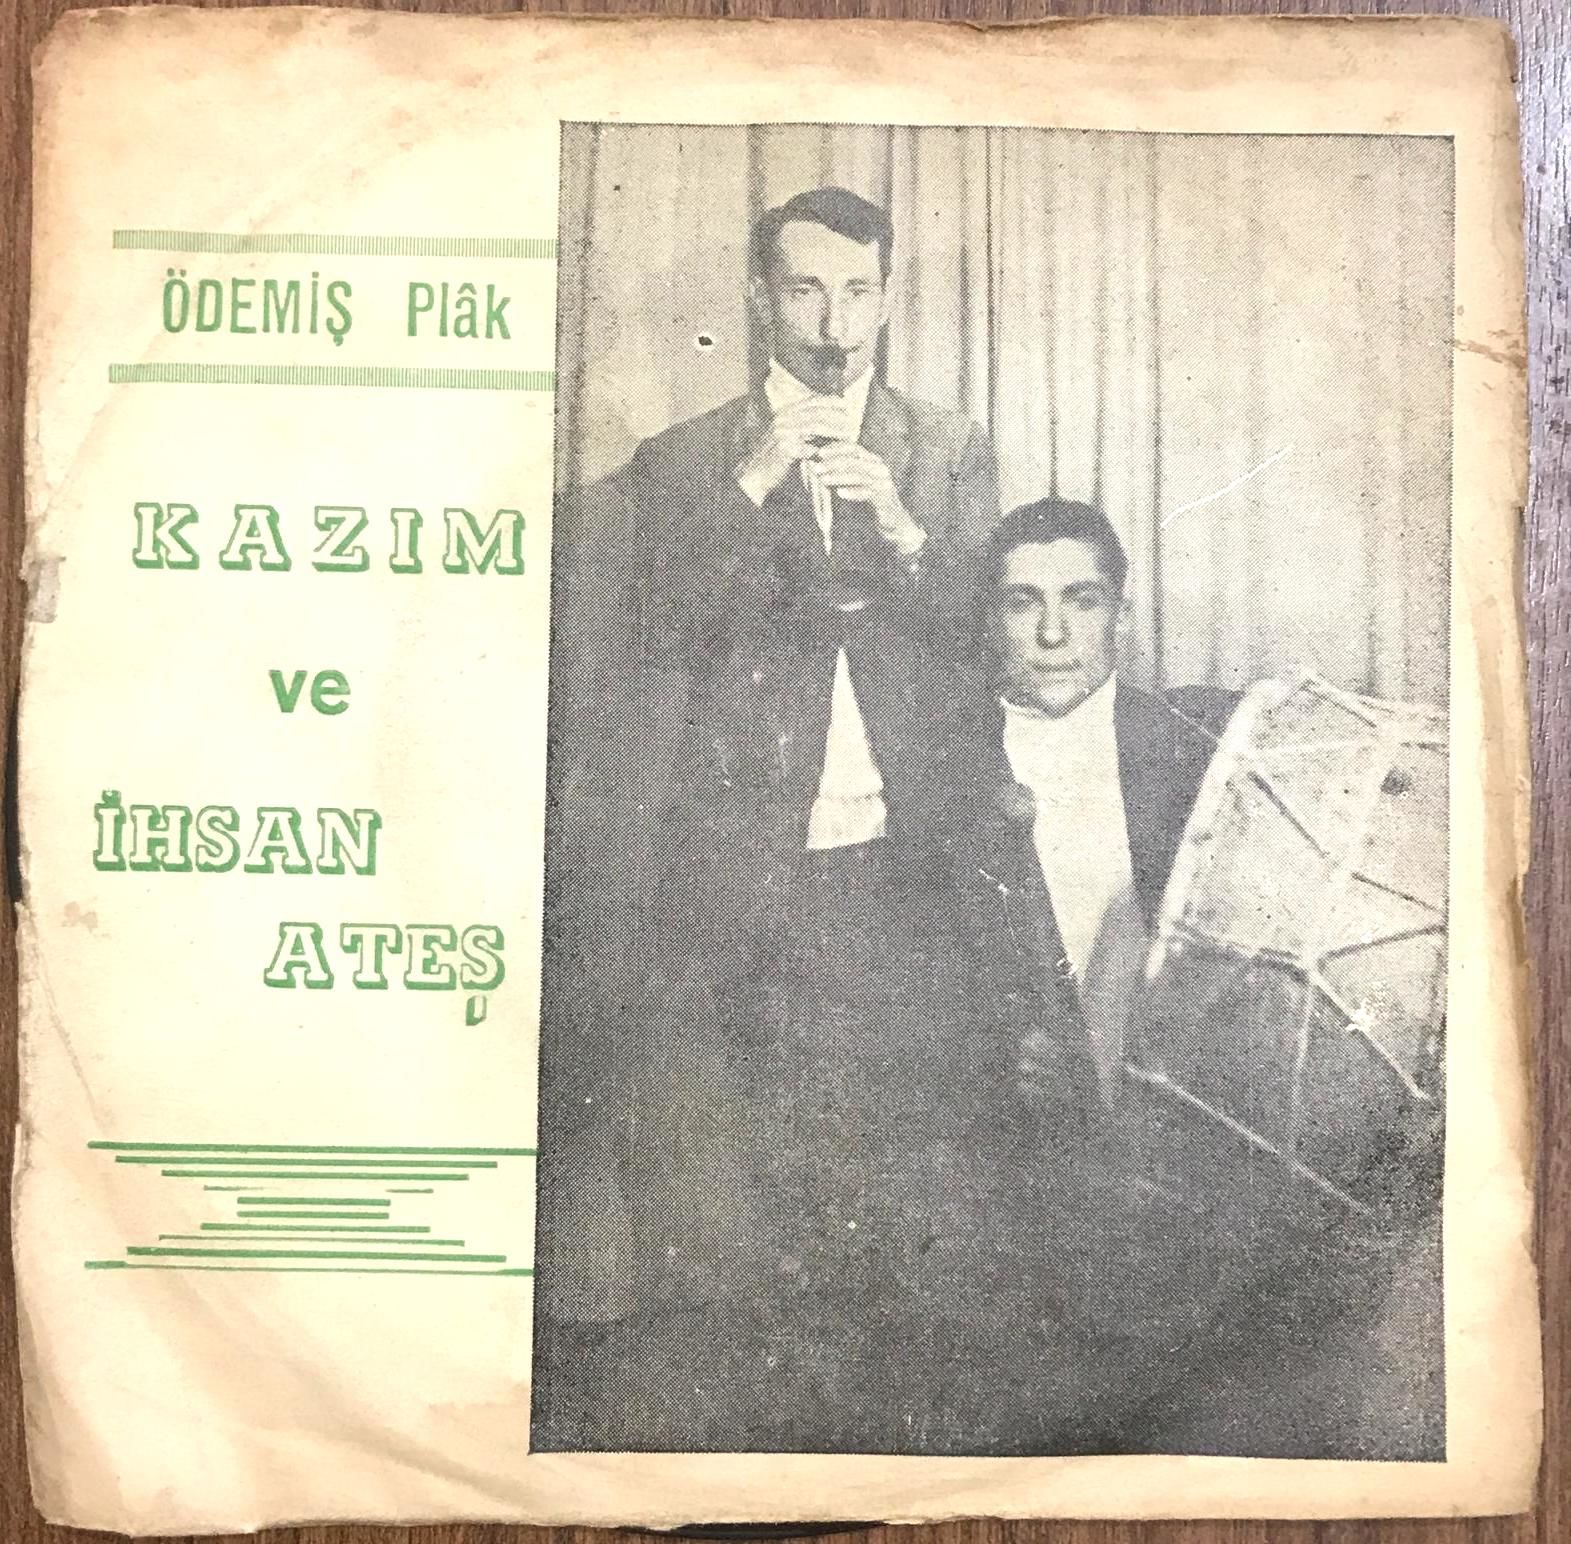 ÖDEMİŞ Plâk
KAZIM
ve
İHSAN
ATEŞ